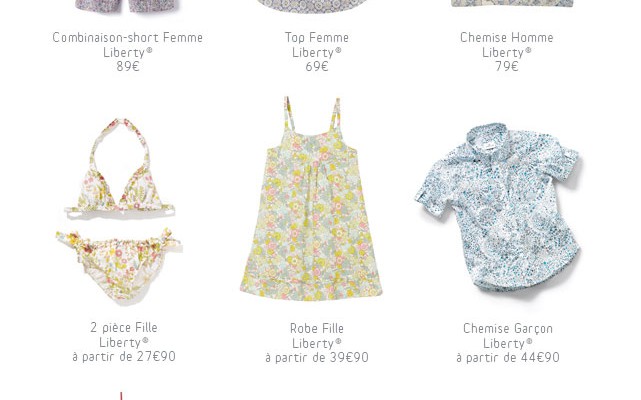 Combinaison-short Femme
Liberty®
89€
Top Femme
Liberty®
69€
Chemise Homme
Liberty®
79€
2 pièce Fille
Liberty®
à partir de 27€90
Robe Fille
Liberty®
à partir de 39€90
Chemise Garçon
Liberty®
à partir de 44€90